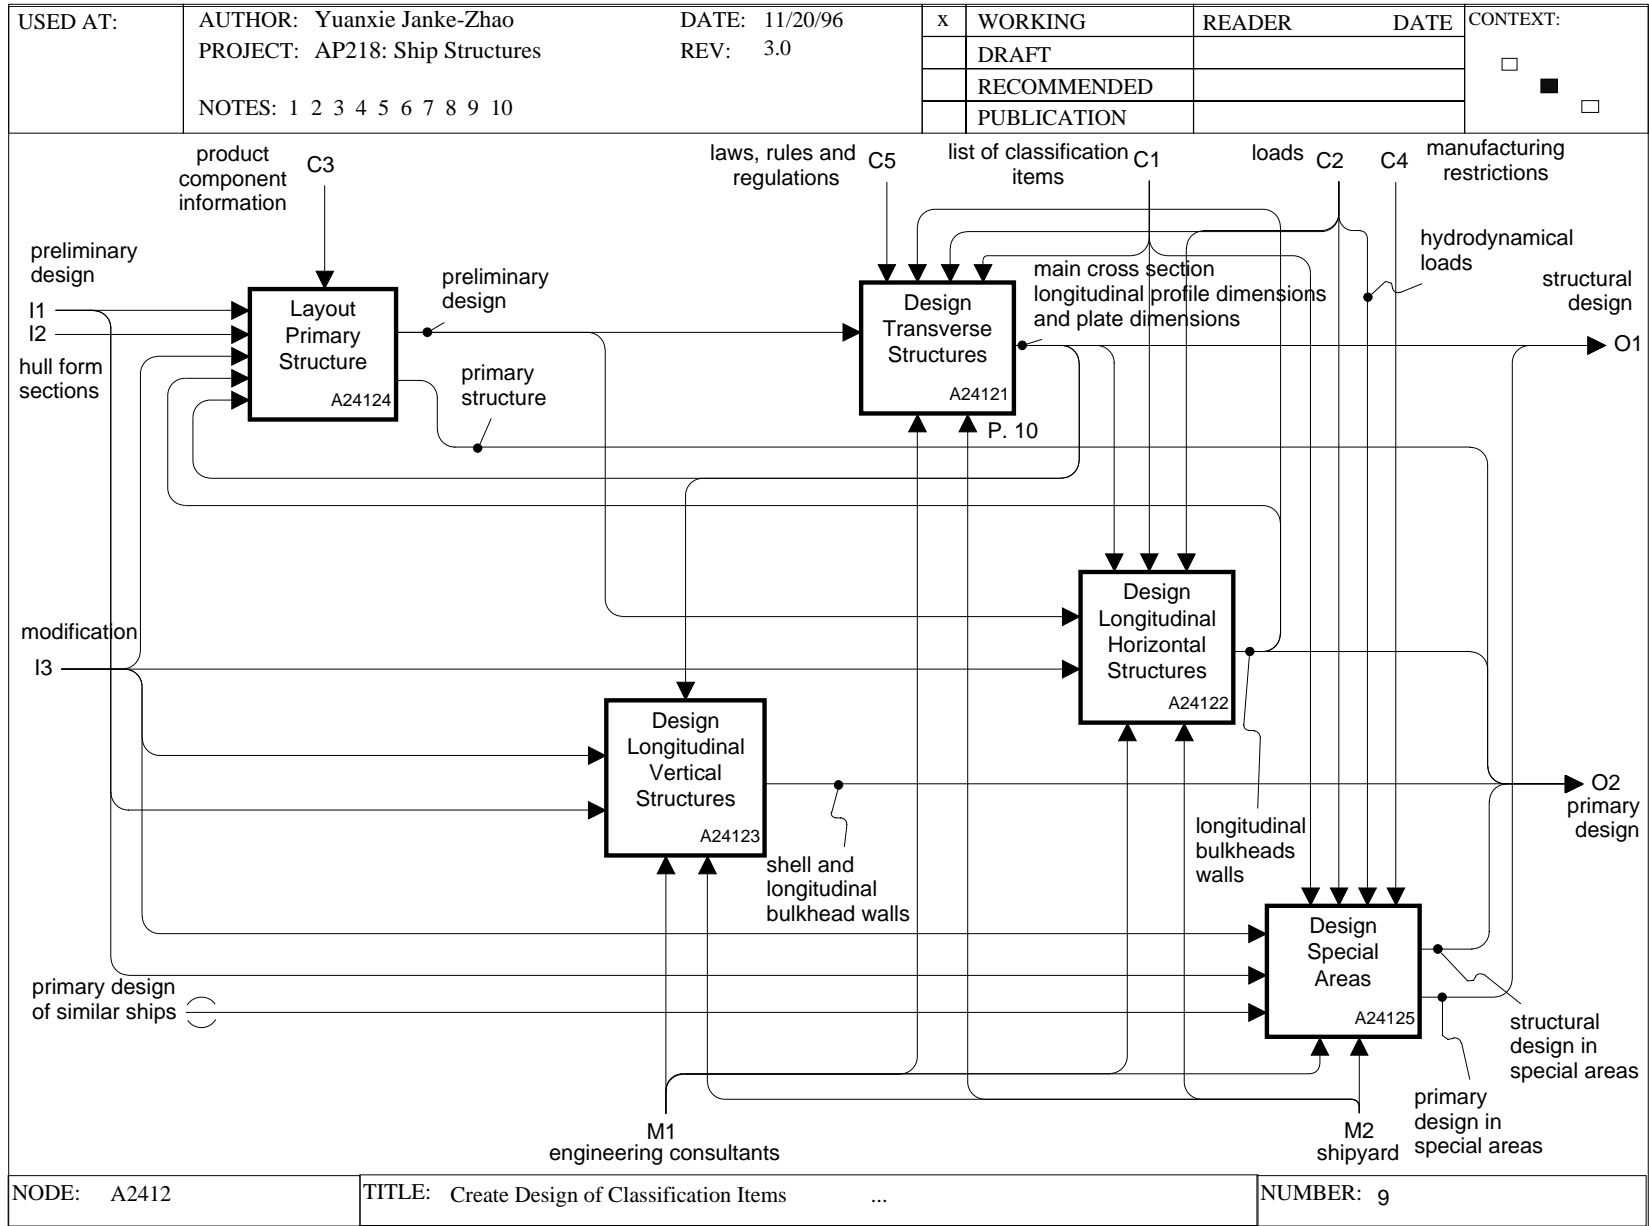 USED AT:
AUTHOR: Yuanxie Janke-Zhao
DATE: 11/20/96
PROJECT: AP218: Ship Structures
REV: 3.0
NOTES: 1 2 3 4 5 6 7 8 9 10
x WORKING
DRAFT
RECOMMENDED
PUBLICATION
READER DATE
CONTEXT:
product
component
information
C3
laws, rules and
regulations
C5
list of classification
items
C1
loads
C2
C4
manufacturing
restrictions
preliminary
design
I1
I2
hull form
sections
Layout
Primary
Structure
A24124
preliminary
design
primary
structure
Design
Transverse
Structures
A24121
P. 10
main cross section
longitudinal profile dimensions
and plate dimensions
hydrodynamical
loads
structural
design
O1
modification
I3
Design
Longitudinal
Horizontal
Structures
A24122
Design
Longitudinal
Vertical
Structures
A24123
shell and
longitudinal
bulkhead walls
longitudinal
bulkheads
walls
O2
primary
design
Design
Special
Areas
A24125
primary design
of similar ships
structural
design in
special areas
primary
design in
special areas
M1
engineering consultants
M2
shipyard
NODE: A2412
TITLE: Create Design of Classification Items ...
NUMBER: 9